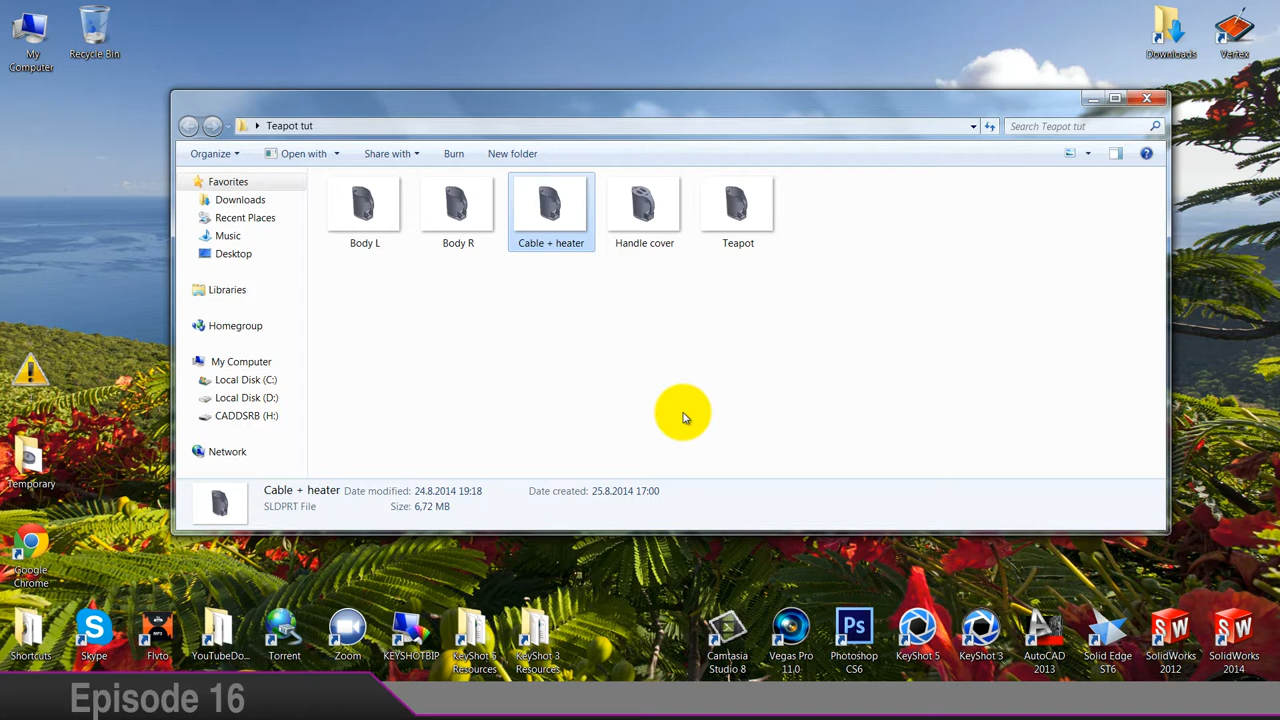 My
Computer
Recycle Bin
Downloads
Vertex
Teapot tut
Search Teapot tut
Organize
Open with
Share with
Burn
New folder
Favorites
Downloads
Recent Places
Music
Desktop
Libraries
Homegroup
My Computer
Local Disk (C:)
Local Disk (D:)
CADDSRB (H:)
Network
Body L
Body R
Cable + heater
Handle cover
Teapot
Cable + heater
Date modified: 24.8.2014 19:18
Date created: 25.8.2014 17:00
SLDPRT File
Size: 6,72 MB
Temporary
Google
Chrome
Shortcuts
Skype
MP3
Flvto
YouTubeDo...
Torrent
Zoom
KEYSHOTBIP
KeyShot 5
Resources
KeyShot 3
Resources
Camtasia
Studio 8
Vegas Pro
11.0
Ps
Photoshop
CS6
KeyShot 5
KeyShot 3
AutoCAD
2013
Solid Edge
ST6
SW
SolidWorks
2012
SW
SolidWorks
2014
Episode 16